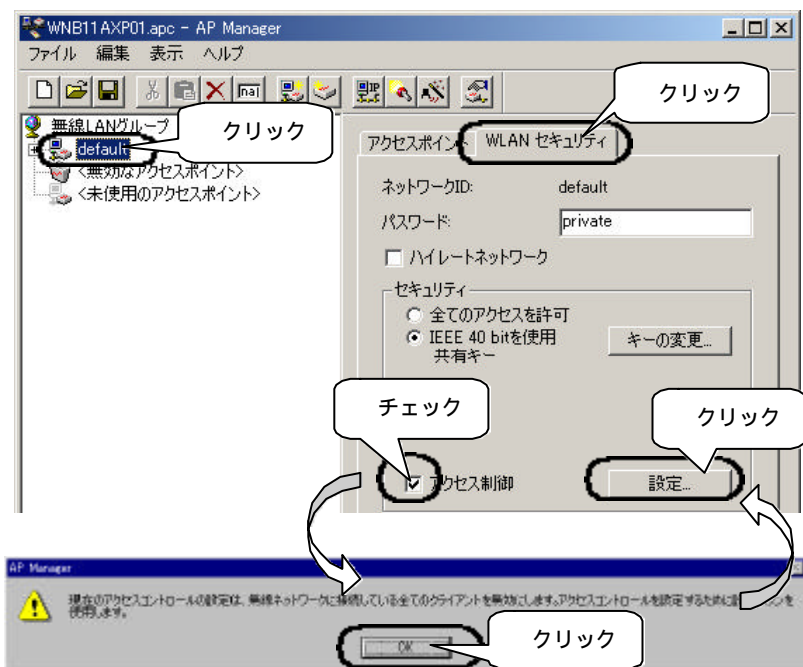 WNB11AXP01.apc - AP Manager
ファイル 編集 表示 ヘルプ
クリック
無線LANグループ
クリック
default
<無効なアクセスポイント>
<未使用のアクセスポイント>
アクセスポイント WLAN セキュリティ
ネットワークID: default
パスワード: private
ハイレートネットワーク
セキュリティ
全てのアクセスを許可
IEEE 40 bitを使用
共有キー
キーの変更...
チェック
クリック
アクセス制御
設定...
AP Manager
現在のアクセスコントロールの設定は、無線ネットワークに接続している全てのクライアントを無効にします。アクセスコントロールを設定するために
使用します。
OK
クリック